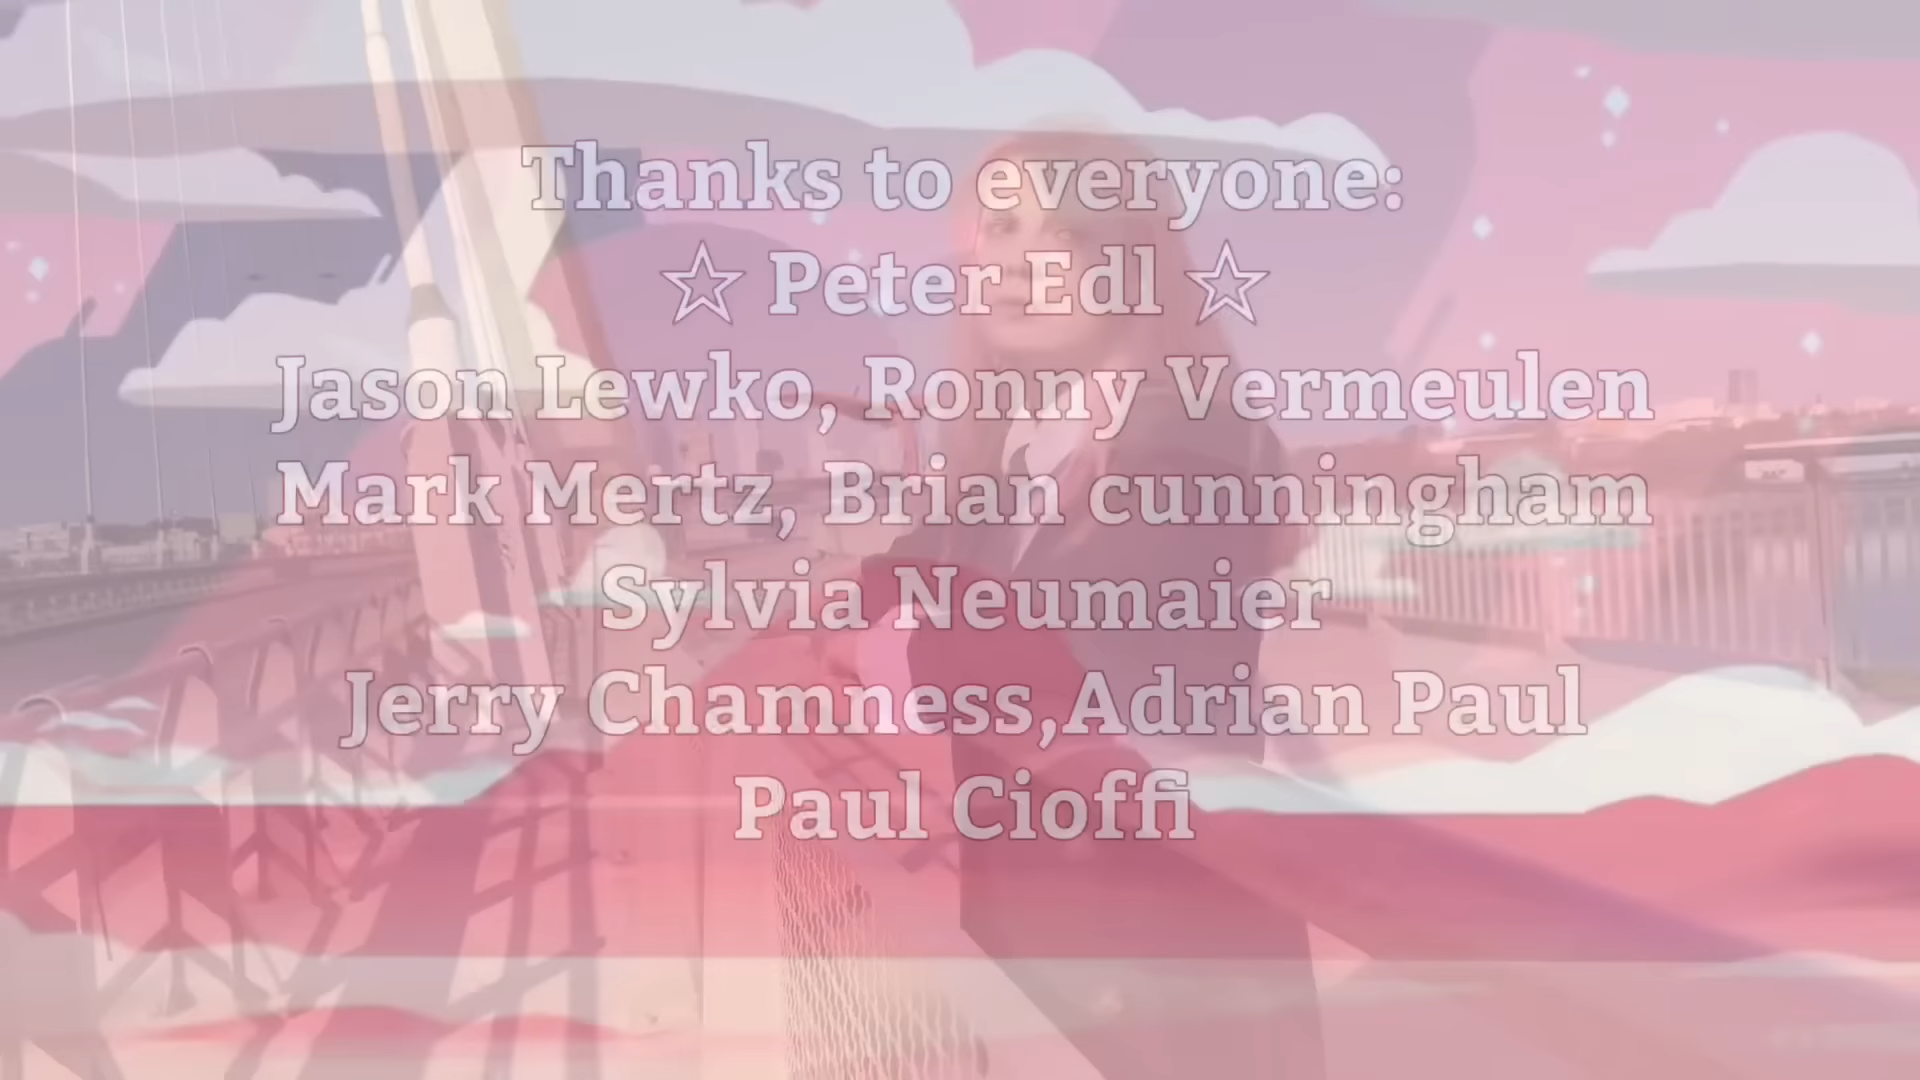 Thanks to everyone:
☆ Peter Edl ☆
Jason Lewko, Ronny Vermeulen
Mark Mertz, Brian cunningham
Sylvia Neumaier
Jerry Chamness,Adrian Paul
Paul Cioffi